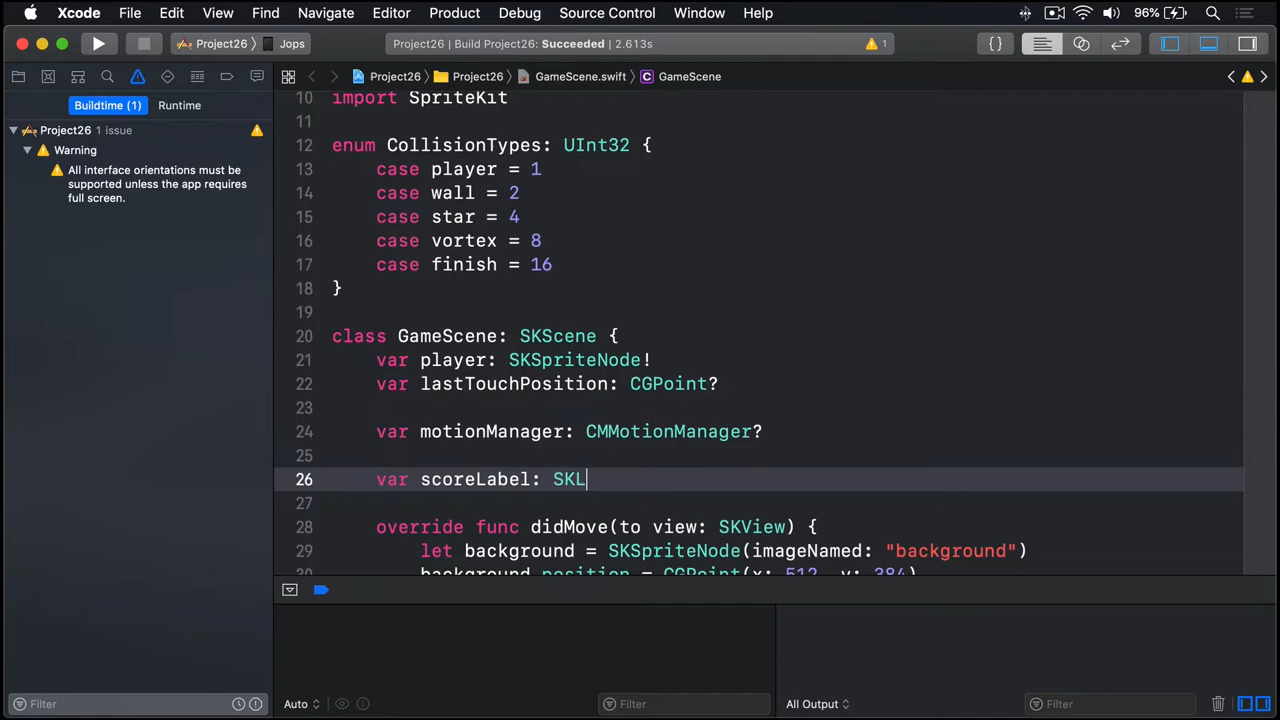 Xcode File Edit View Find Navigate Editor Product Debug Source Control Window Help 96%
Project26 Jops Project26 | Build Project26: Succeeded | 2.613s 1 {}
Project26 Project26 GameScene.swift C GameScene
Buildtime (1) Runtime
Project26 1 issue
Warning
All interface orientations must be
supported unless the app requires
full screen.
10 import SpriteKit
11
12 enum CollisionTypes: UInt32 {
13 case player = 1
14 case wall = 2
15 case star = 4
16 case vortex = 8
17 case finish = 16
18 }
19
20 class GameScene: SKScene {
21 var player: SKSpriteNode!
22 var lastTouchPosition: CGPoint?
23
24 var motionManager: CMMotionManager?
25
26 var scoreLabel: SKL
27
28 override func didMove(to view: SKView) {
29 let background = SKSpriteNode(imageNamed: "background")
30 background.position = CGPoint(x: 512, y: 384)
Filter Auto Filter All Output Filter